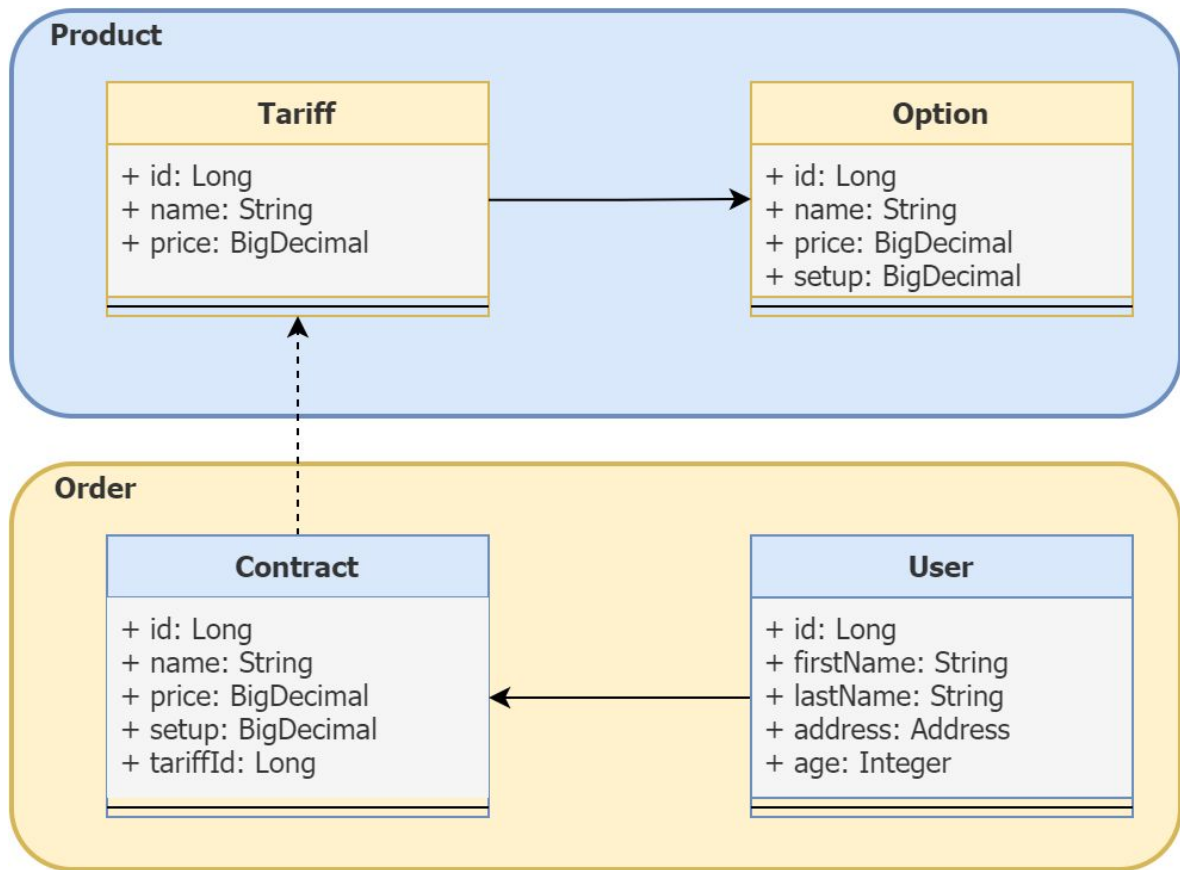 Product
Tariff
+ id: Long
+ name: String
+ price: BigDecimal
Option
+ id: Long
+ name: String
+ price: BigDecimal
+ setup: BigDecimal
Order
Contract
+ id: Long
+ name: String
+ price: BigDecimal
+ setup: BigDecimal
+ tariffId: Long
User
+ id: Long
+ firstName: String
+ lastName: String
+ address: Address
+ age: Integer